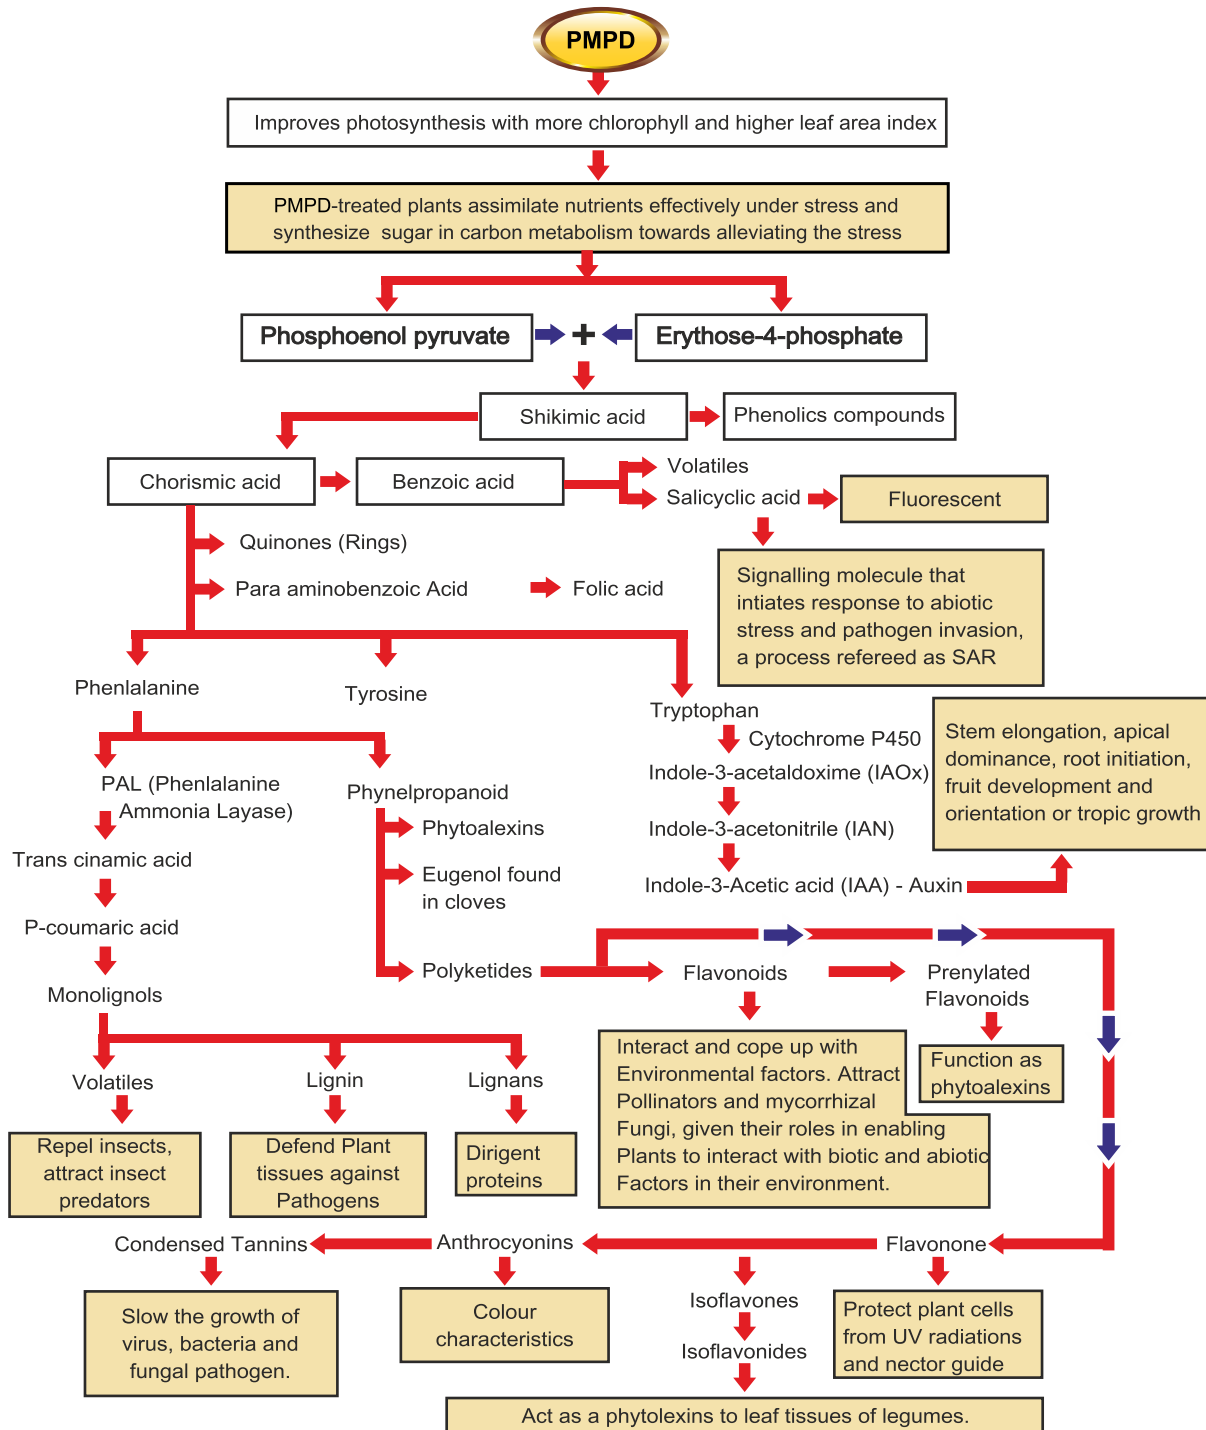 PMPD
Improves photosynthesis with more chlorophyll and higher leaf area index
PMPD-treated plants assimilate nutrients effectively under stress and
synthesize sugar in carbon metabolism towards alleviating the stress
Phosphoenol pyruvate
+
Erythose-4-phosphate
Shikimic acid
Phenolics compounds
Chorismic acid
Benzoic acid
Volatiles
Salicyclic acid
Fluorescent
Quinones (Rings)
Para aminobenzoic Acid
Folic acid
Signalling molecule that
intiates response to abiotic
stress and pathogen invasion,
a process refereed as SAR
Phenlalanine
Tyrosine
Tryptophan
Cytochrome P450
Indole-3-acetaldoxime (IAOx)
Indole-3-acetonitrile (IAN)
Indole-3-Acetic acid (IAA) - Auxin
Stem elongation, apical
dominance, root initiation,
fruit development and
orientation or tropic growth
PAL (Phenlalanine
Ammonia Layase)
Trans cinamic acid
P-coumaric acid
Monolignols
Phynelpropanoid
Phytoalexins
Eugenol found
in cloves
Polyketides
Flavonoids
Prenylated
Flavonoids
Interact and cope up with
Environmental factors. Attract
Pollinators and mycorrhizal
Fungi, given their roles in enabling
Plants to interact with biotic and abiotic
Factors in their environment.
Function as
phytoalexins
Volatiles
Lignin
Lignans
Repel insects,
attract insect
predators
Defend Plant
tissues against
Pathogens
Dirigent
proteins
Condensed Tannins
Anthrocyonins
Flavonone
Slow the growth of
virus, bacteria and
fungal pathogen.
Colour
characteristics
Isoflavones
Isoflavonides
Protect plant cells
from UV radiations
and nector guide
Act as a phytolexins to leaf tissues of legumes.